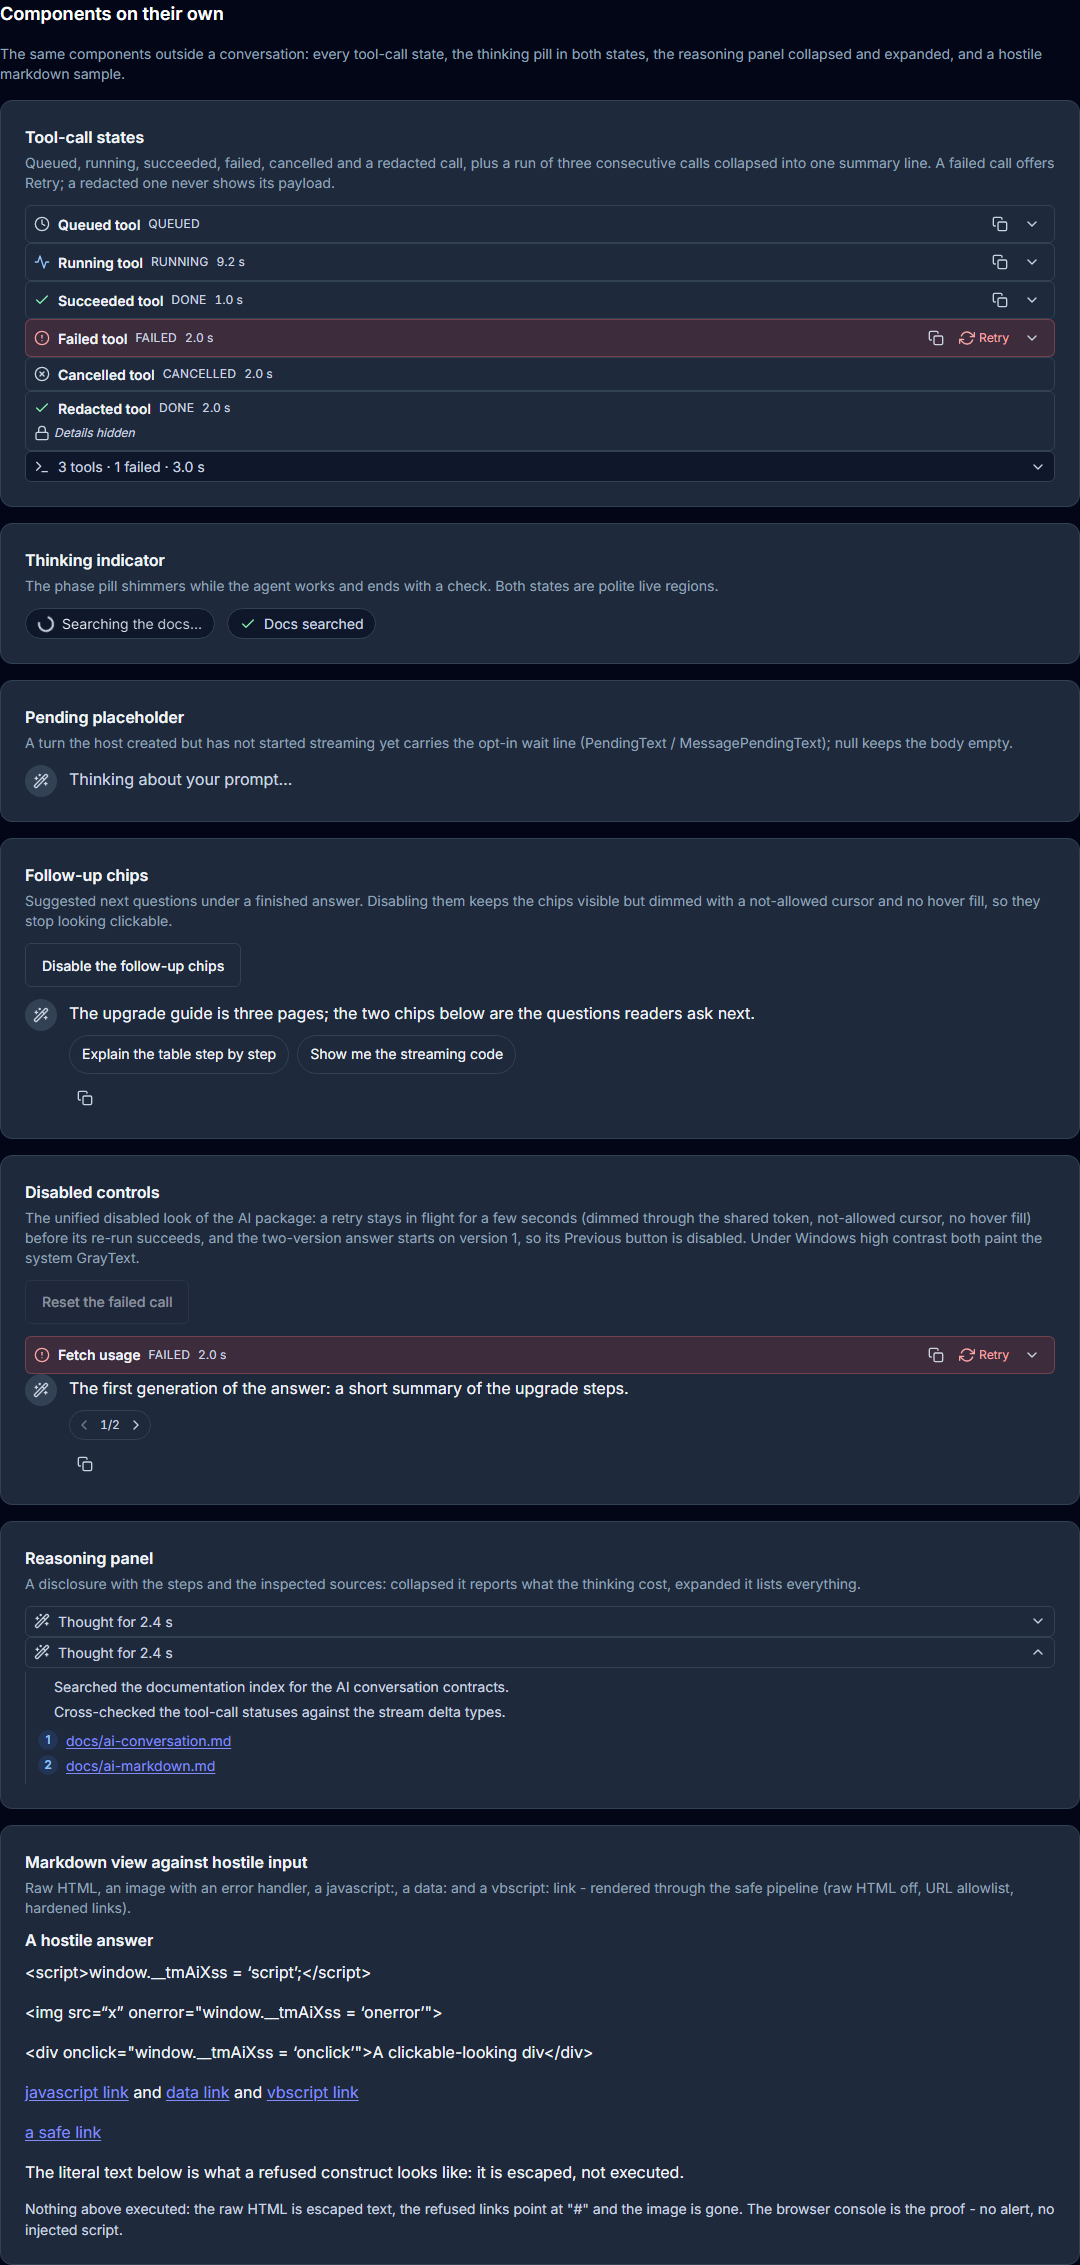 Components on their own
The same components outside a conversation: every tool-call state, the thinking pill in both states, the reasoning panel collapsed and expanded, and a hostile
markdown sample.
Tool-call states
Queued, running, succeeded, failed, cancelled and a redacted call, plus a run of three consecutive calls collapsed into one summary line. A failed call offers
Retry; a redacted one never shows its payload.
Queued tool QUEUED
Running tool RUNNING 9.2 s
Succeeded tool DONE 1.0 s
Failed tool FAILED 2.0 s Retry
Cancelled tool CANCELLED 2.0 s
Redacted tool DONE 2.0 s
Details hidden
3 tools · 1 failed · 3.0 s
Thinking indicator
The phase pill shimmers while the agent works and ends with a check. Both states are polite live regions.
Searching the docs... Docs searched
Pending placeholder
A turn the host created but has not started streaming yet carries the opt-in wait line (PendingText / MessagePendingText); null keeps the body empty.
Thinking about your prompt...
Follow-up chips
Suggested next questions under a finished answer. Disabling them keeps the chips visible but dimmed with a not-allowed cursor and no hover fill, so they
stop looking clickable.
Disable the follow-up chips
The upgrade guide is three pages; the two chips below are the questions readers ask next.
Explain the table step by step Show me the streaming code
Disabled controls
The unified disabled look of the AI package: a retry stays in flight for a few seconds (dimmed through the shared token, not-allowed cursor, no hover fill)
before its re-run succeeds, and the two-version answer starts on version 1, so its Previous button is disabled. Under Windows high contrast both paint the
system GrayText.
Reset the failed call
Fetch usage FAILED 2.0 s Retry
The first generation of the answer: a short summary of the upgrade steps.
1/2
Reasoning panel
A disclosure with the steps and the inspected sources: collapsed it reports what the thinking cost, expanded it lists everything.
Thought for 2.4 s
Thought for 2.4 s
Searched the documentation index for the AI conversation contracts.
Cross-checked the tool-call statuses against the stream delta types.
1 docs/ai-conversation.md
2 docs/ai-markdown.md
Markdown view against hostile input
Raw HTML, an image with an error handler, a javascript:, a data: and a vbscript: link - rendered through the safe pipeline (raw HTML off, URL allowlist,
hardened links).
A hostile answer
<script>window.__tmAiXss = ‘script’;</script>
<img src=“x” onerror="window.__tmAiXss = ‘onerror’">
<div onclick="window.__tmAiXss = ‘onclick’">A clickable-looking div</div>
javascript link and data link and vbscript link
a safe link
The literal text below is what a refused construct looks like: it is escaped, not executed.
Nothing above executed: the raw HTML is escaped text, the refused links point at "#" and the image is gone. The browser console is the proof - no alert, no
injected script.